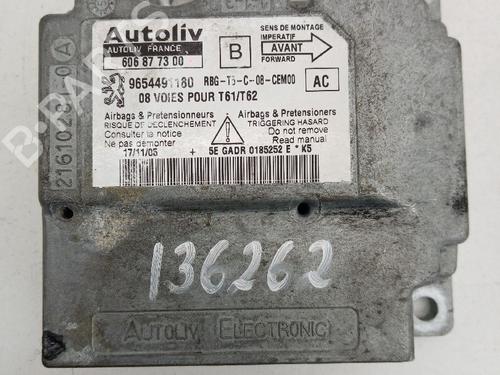 Autoliv
AUTOLIV FRANCE
606 87 73 00
B
SENS DE MONTAGE
IMPERATIF
AVANT
FORWARD
9654491180 RBG-T5-C-08-CEM00
AC
08 VOIES POUR T61/T62
Airbags & Pretensionneurs
RISQUE DE DECLENCHEMENT
Consulter la notice
Ne pas démonter
Airbags & Pretensioners
TRIGGERING HASARD
Do not remove
Read manual
17/11/05 + 5E GADR 0185252 E * K5
136262
AUTOLIV ELECTRONIC